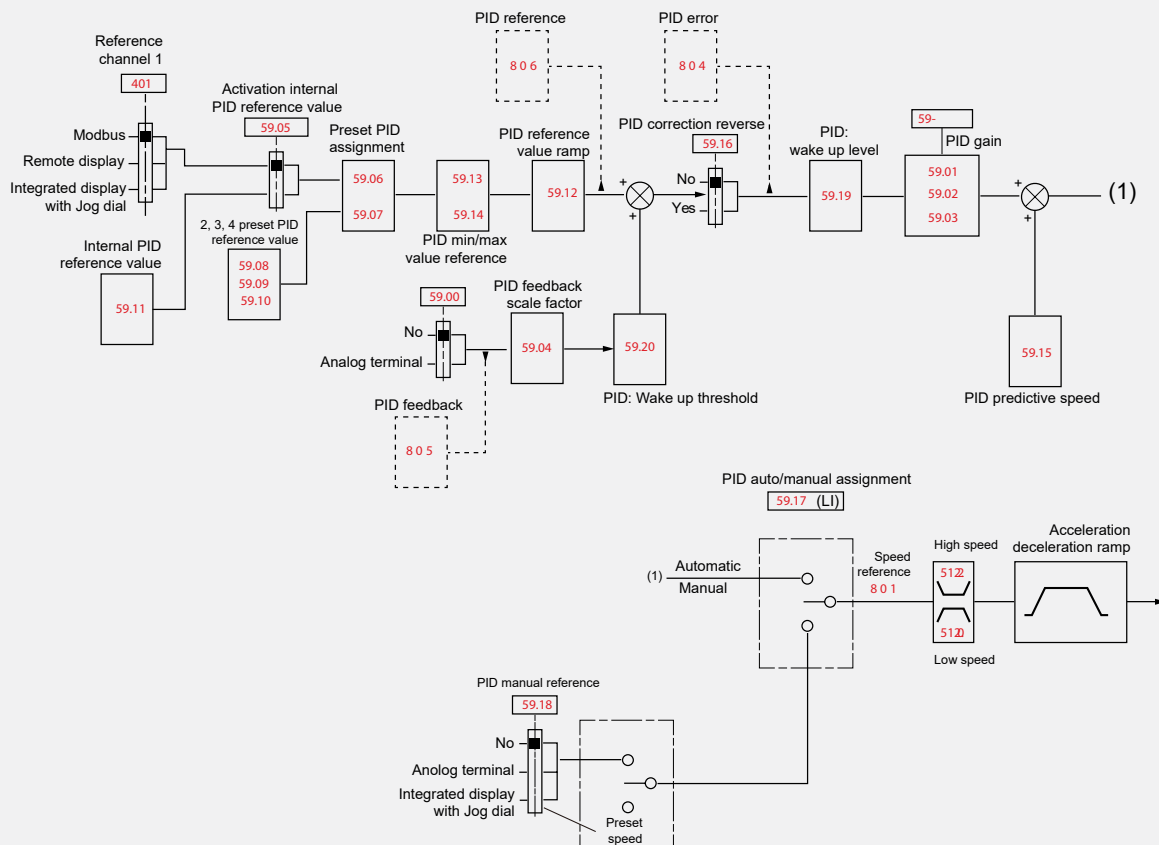 PID reference
8 0 6
PID error
8 0 4
Reference
channel 1
401
Activation internal
PID reference value
59.05
Modbus
Remote display
Integrated display
with Jog dial
Preset PID
assignment
59.06
59.07
59.13
59.14
PID min/max
value reference
PID reference
value ramp
59.12
+
+
PID correction reverse
59.16
No
Yes
PID:
wake up level
59.19
59-
PID gain
59.01
59.02
59.03
+
+
(1)
Internal PID
reference value
59.11
2, 3, 4 preset PID
reference value
59.08
59.09
59.10
59.00
No
Analog terminal
PID feedback
scale factor
59.04
59.20
PID: Wake up threshold
59.15
PID predictive speed
PID feedback
8 0 5
PID auto/manual assignment
59.17 (LI)
(1)
Automatic
Manual
Speed
reference
8 0 1
High speed
512.2
512.0
Low speed
Acceleration
deceleration ramp
PID manual reference
59.18
No
Anolog terminal
Integrated display
with Jog dial
Preset
speed